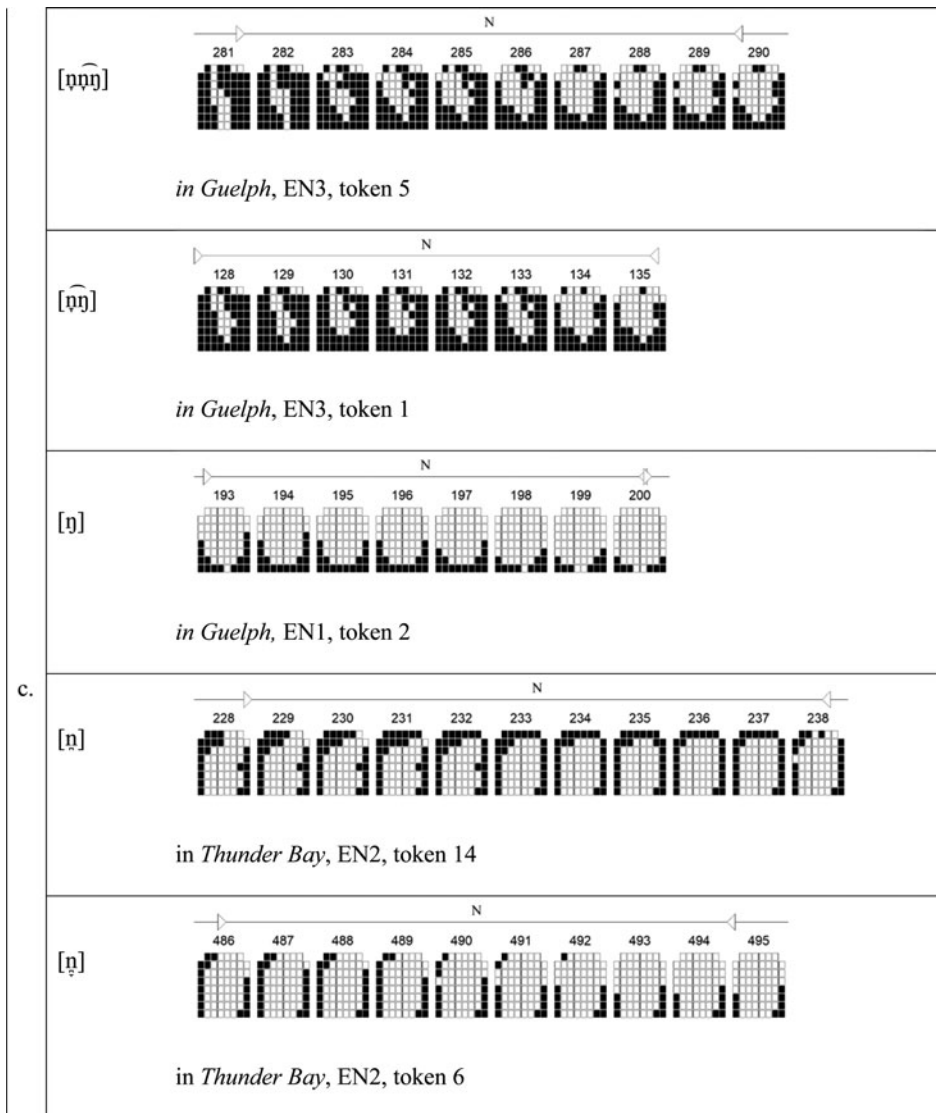 N
281 282 283 284 285 286 287 288 289 290
in Guelph, EN3, token 5
N
128 129 130 131 132 133 134 135
in Guelph, EN3, token 1
N
193 194 195 196 197 198 199 200
[ŋ]
in Guelph, EN1, token 2
c.
N
228 229 230 231 232 233 234 235 236 237 238
in Thunder Bay, EN2, token 14
N
486 487 488 489 490 491 492 493 494 495
in Thunder Bay, EN2, token 6